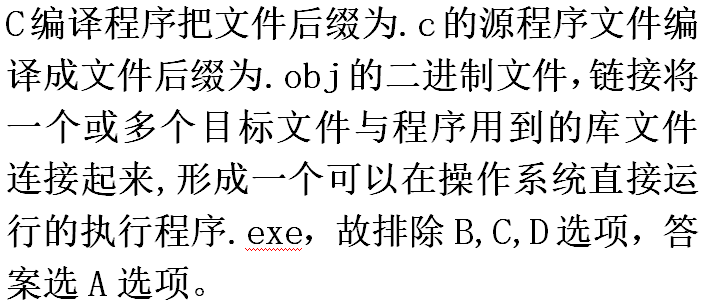 C编译程序把文件后缀为.c的源程序文件编
译成文件后缀为.obj的二进制文件,链接将
一个或多个目标文件与程序用到的库文件
连接起来,形成一个可以在操作系统直接运
行的执行程序.exe，故排除B,C,D选项，答
案选A选项。